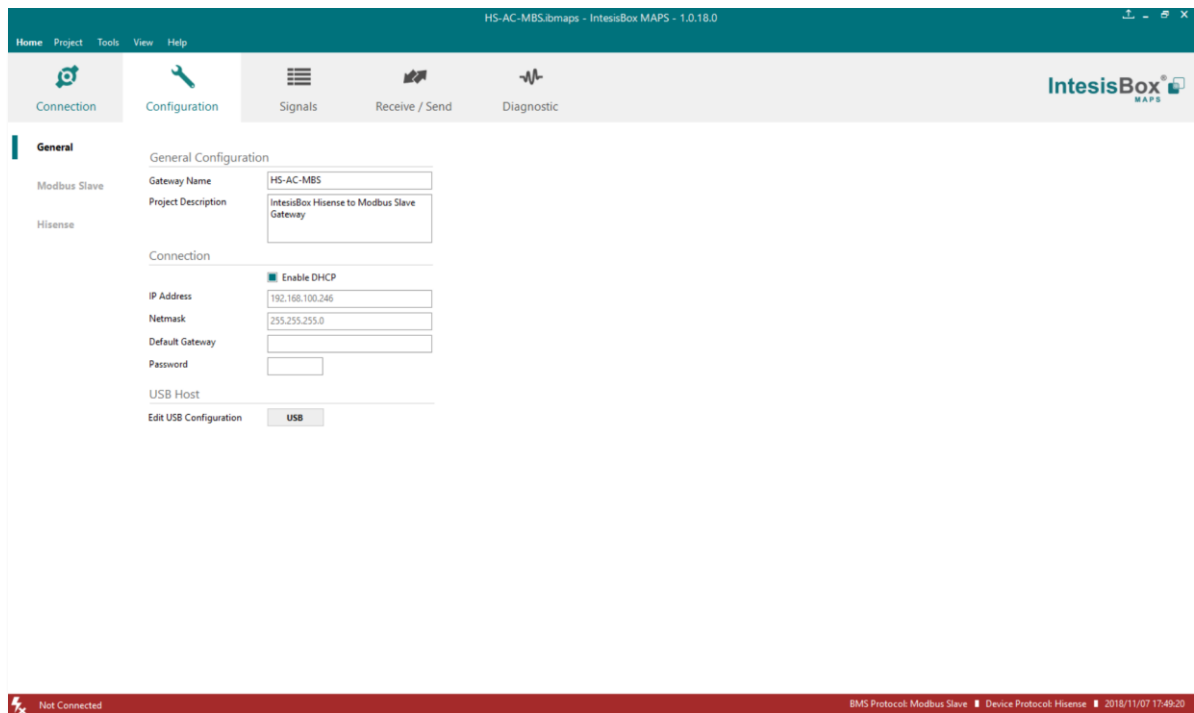 HS-AC-MBS.ibmaps - IntesisBox MAPS - 1.0.18.0
Home Project Tools View Help
Connection Configuration Signals Receive / Send Diagnostic
IntesisBox®
MAPS
General
Modbus Slave
Hisense
General Configuration
Gateway Name HS-AC-MBS
Project Description IntesisBox Hisense to Modbus Slave
Gateway
Connection
Enable DHCP
IP Address 192.168.100.246
Netmask 255.255.255.0
Default Gateway
Password
USB Host
Edit USB Configuration USB
Not Connected BMS Protocol: Modbus Slave Device Protocol: Hisense 2018/11/07 17:49:20